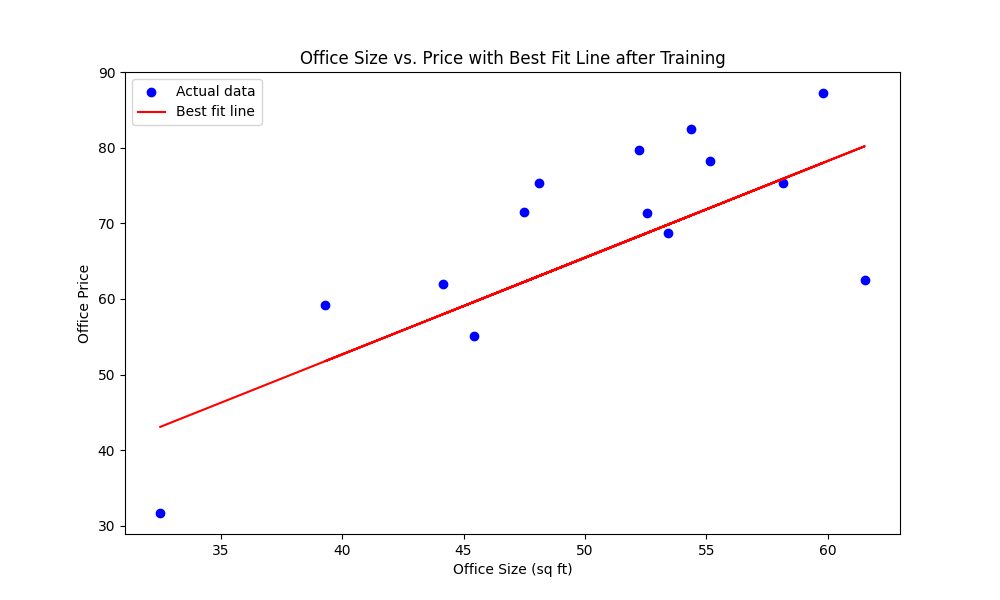 Office Size vs. Price with Best Fit Line after Training
90
Actual data
Best fit line
80
70
60
50
40
30
Office Price
35 40 45 50 55 60
Office Size (sq ft)